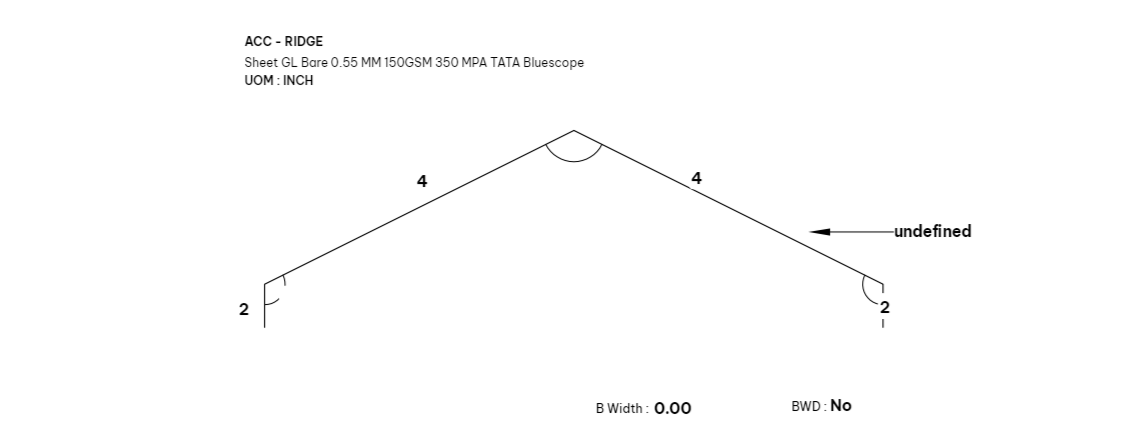 ACC - RIDGE
Sheet GL Bare 0.55 MM 150GSM 350 MPA TATA Bluescope
UOM : INCH
4
4
undefined
2
2
B Width : 0.00
BWD : No